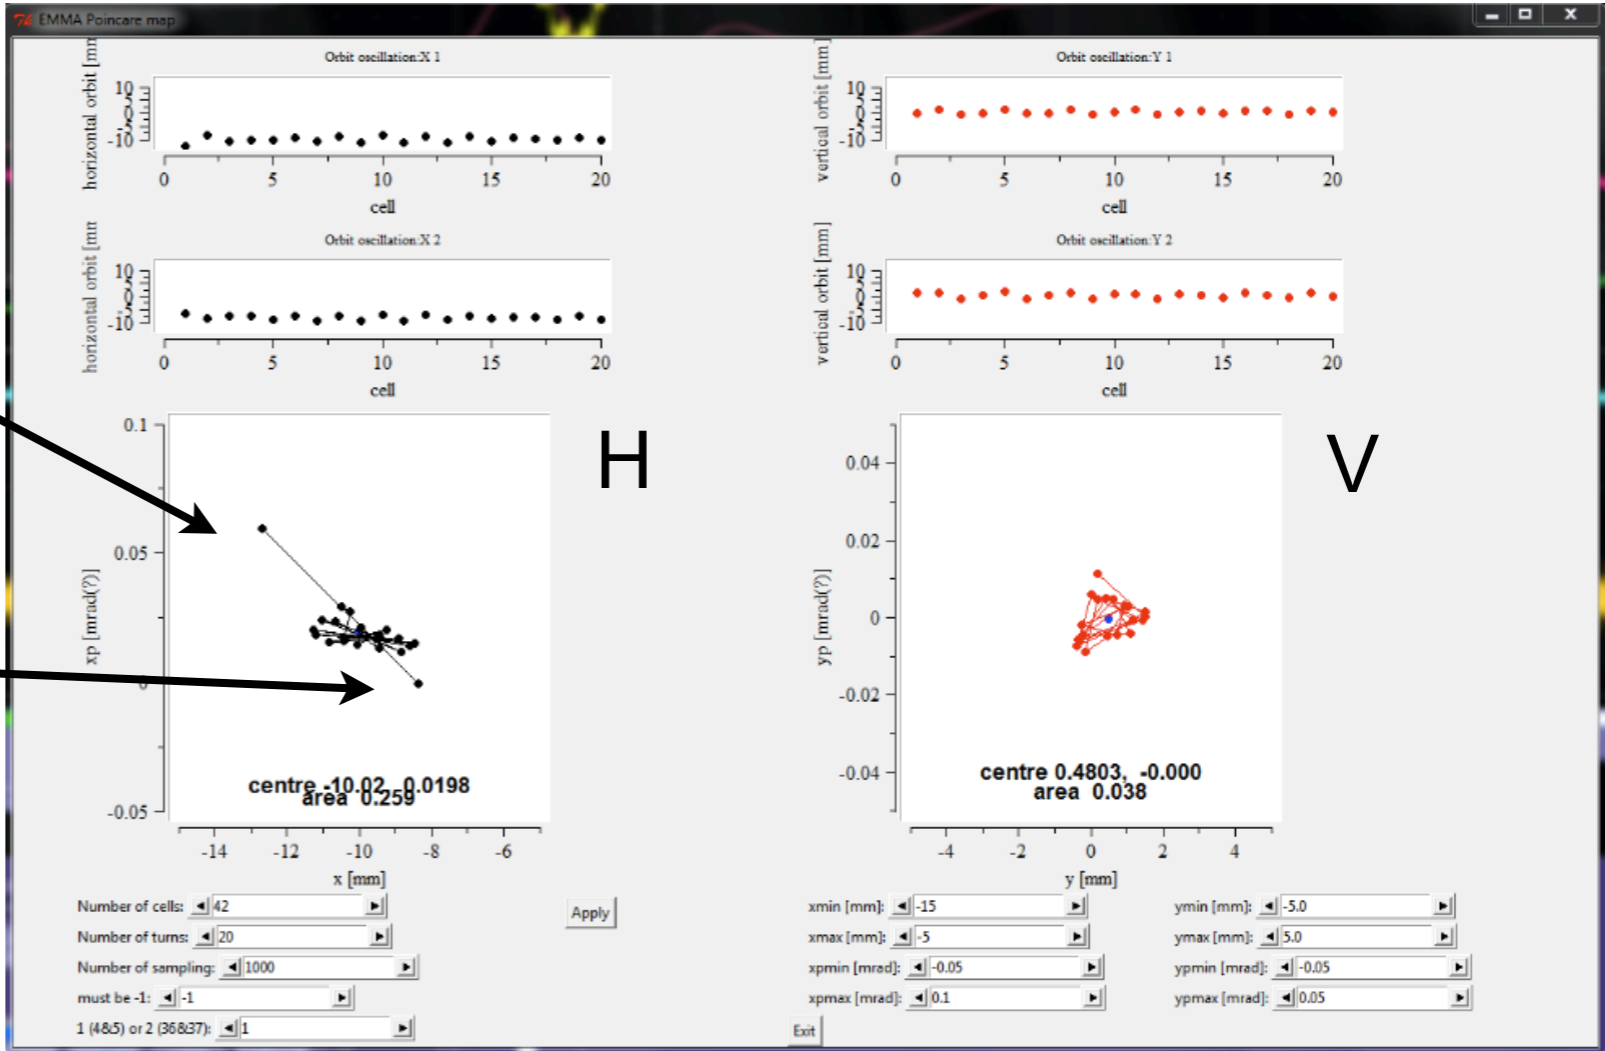 EMMA Poincare map
Orbit oscillation:X 1
horizontal orbit [mm
10
5
0
-5
-10
0 5 10 15 20
cell
Orbit oscillation:Y 1
vertical orbit [mm]
10
5
0
-5
-10
0 5 10 15 20
cell
Orbit oscillation:X 2
horizontal orbit [mm
10
5
0
-5
-10
0 5 10 15 20
cell
Orbit oscillation:Y 2
vertical orbit [mm]
10
5
0
-5
-10
0 5 10 15 20
cell
H
0.1
0.05
0
-0.05
xp [mrad(?)]
centre -10.02, 0.0198
area 0.259
-14 -12 -10 -8 -6
x [mm]
V
0.04
0.02
0
-0.02
-0.04
yp [mrad(?)]
centre 0.4803, -0.000
area 0.038
-4 -2 0 2 4
y [mm]
Number of cells: 42
Number of turns: 20
Number of sampling: 1000
must be -1: -1
1 (4&5) or 2 (36&37): 1
Apply
xmin [mm]: -15
xmax [mm]: -5
xpmin [mrad]: -0.05
xpmax [mrad]: 0.1
ymin [mm]: -5.0
ymax [mm]: 5.0
ypmin [mrad]: -0.05
ypmax [mrad]: 0.05
Exit